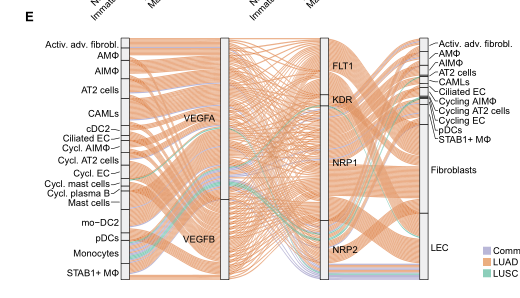 E
Activ. adv. fibrobl.
AMΦ
AIMΦ
AT2 cells
CAMLs
cDC2
Ciliated EC
Cycl. AIMΦ
Cycl. AT2 cells
Cycl. EC
Cycl. mast cells
Cycl. plasma B
Mast cells
mo−DC2
pDCs
Monocytes
STAB1+ MΦ
VEGFA
VEGFB
FLT1
KDR
NRP1
NRP2
Activ. adv. fibrobl.
AMΦ
AIMΦ
AT2 cells
CAMLs
Ciliated EC
Cycling AIMΦ
Cycling AT2 cells
Cycling EC
pDCs
STAB1+ MΦ
Fibroblasts
LEC
Comm
LUAD
LUSC